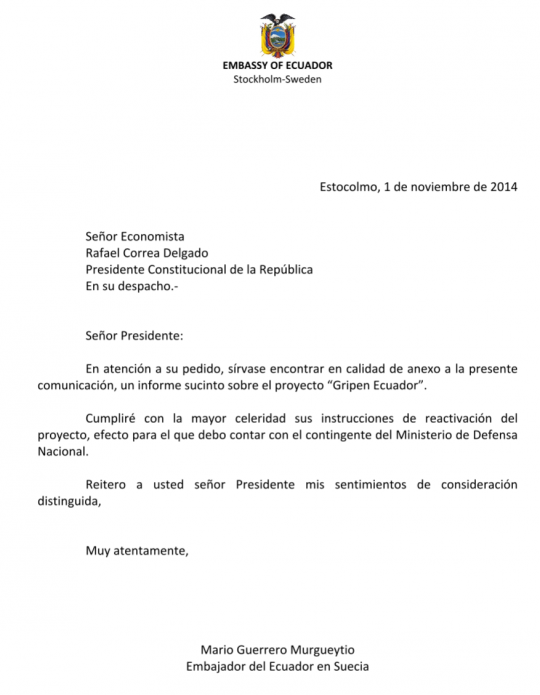 EMBASSY OF ECUADOR
Stockholm-Sweden
Estocolmo, 1 de noviembre de 2014
Señor Economista
Rafael Correa Delgado
Presidente Constitucional de la República
En su despacho.-
Señor Presidente:
En atención a su pedido, sírvase encontrar en calidad de anexo a la presente
comunicación, un informe sucinto sobre el proyecto “Gripen Ecuador”.
Cumpliré con la mayor celeridad sus instrucciones de reactivación del
proyecto, efecto para el que debo contar con el contingente del Ministerio de Defensa
Nacional.
Reitero a usted señor Presidente mis sentimientos de consideración
distinguida,
Muy atentamente,
Mario Guerrero Murgueytio
Embajador del Ecuador en Suecia